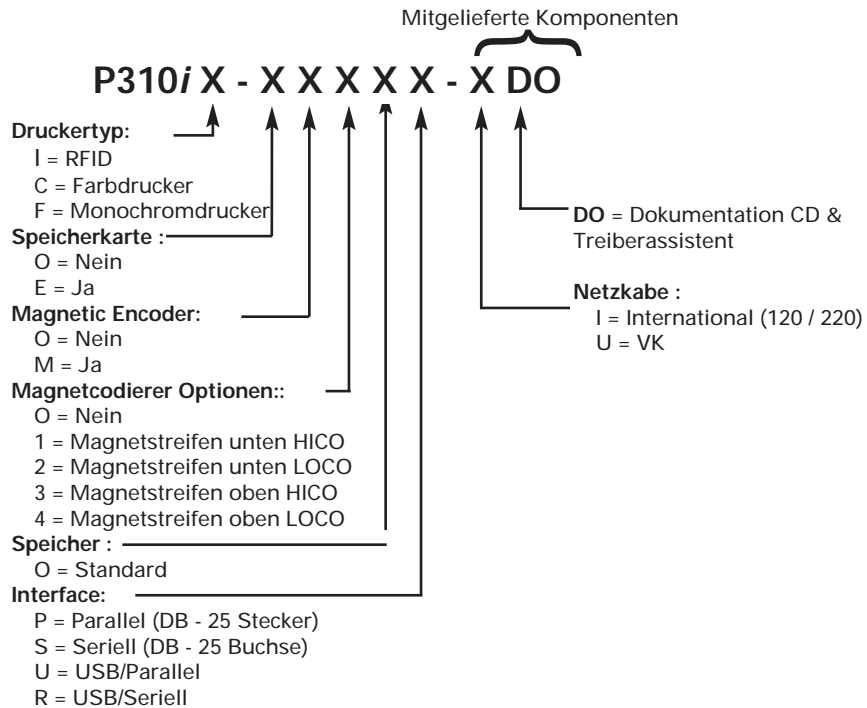 Mitgelieferte Komponenten
P310i X - X X X X X - X DO
Druckertyp:
I = RFID
C = Farbdrucker
F = Monochromdrucker
Speicherkarte :
O = Nein
E = Ja
Magnetic Encoder:
O = Nein
M = Ja
Magnetcodierer Optionen::
O = Nein
1 = Magnetstreifen unten HICO
2 = Magnetstreifen unten LOCO
3 = Magnetstreifen oben HICO
4 = Magnetstreifen oben LOCO
Speicher :
O = Standard
Interface:
P = Parallel (DB - 25 Stecker)
S = Seriell (DB - 25 Buchse)
U = USB/Parallel
R = USB/Seriell
DO = Dokumentation CD &
Treiberassistent
Netzkabe :
I = International (120 / 220)
U = VK